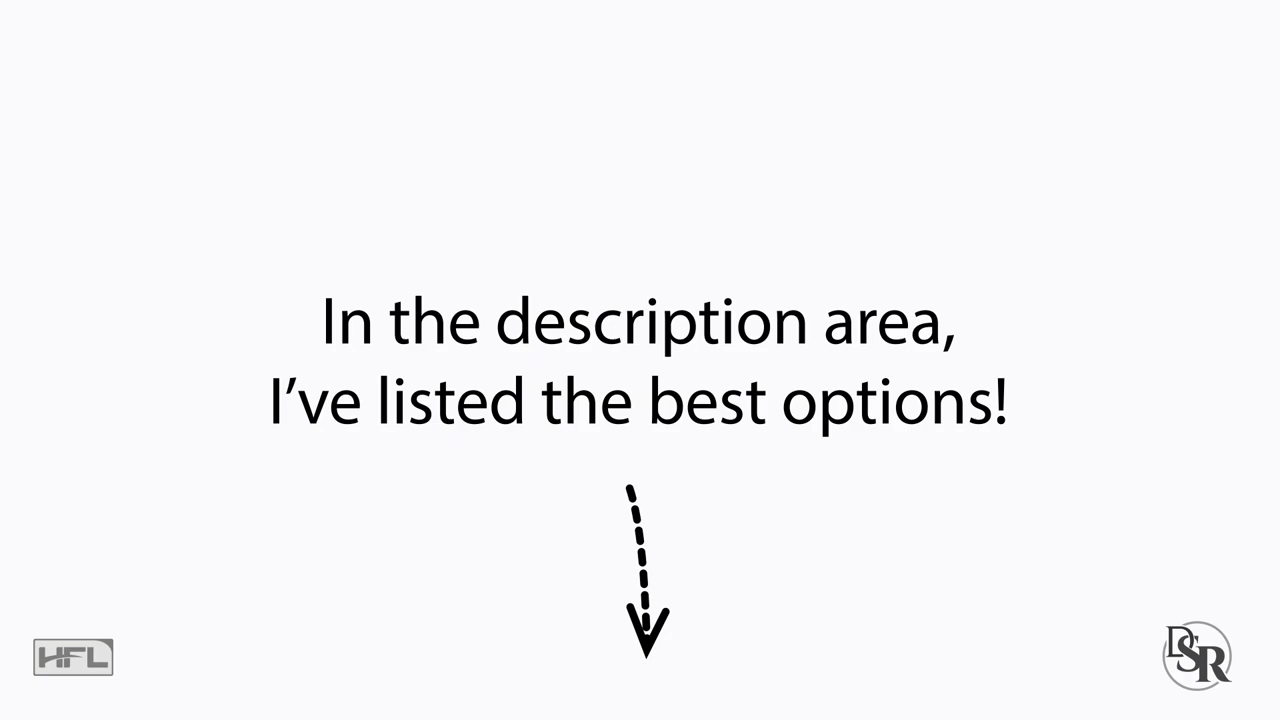 In the description area,
I’ve listed the best options!
HFL
DSR